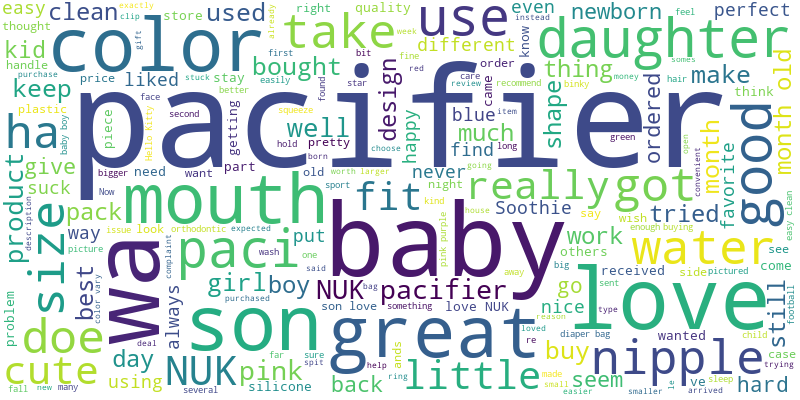 easy
clean
used
store
right
quality
even
newborn
perfect
thought
color
take
use
different
daughter
kid
handle
price
liked
stay
bought
design
know
thing
make
keep
pacifier
plastic
piece
getting
well
happy
blue
much
find
shape
ordered
think
month
month old
ha
product
give
suck
pack
size
wa
mouth
fit
never
night
really
got
good
favorite
way
paci
put
Soothie
tried
work
water
others
best
girl
boy
NUK pacifier
baby
love
still
doe
son
great
nice
go
received
come
see
cute
always
day
using
NUK
pink
silicone
back
little
buy
seem
nipple
hard
problem
baby boy
Hello Kitty
purchase
stuck
easily
better
first
week
fine
bit
star
order
came
care
review
recommend
binky
red
item
money
hair
feel
already
exactly
clip
gift
face
instead
somes
second
squeeze
hold
born
pretty
found
choose
long
green
going
open
convenient
easy clean
bigger
Now
want
part
need
old
worth larger
sport
kind
house
say
wish
enough buying
side
pictured
picture
issue
look
orthodontic
expected
description
color vary
complaint
wash
one
said
bag
son love
something
love NUK
pink purple
away
big
sent
type
football
wanted
case
trying
child
diaper bag
loved
re
reason
ands
ring
help
spit
sure
far
several
purchased
deal
fall
new
many
made
small
easier
smaller
le
ve
sleep
arrived